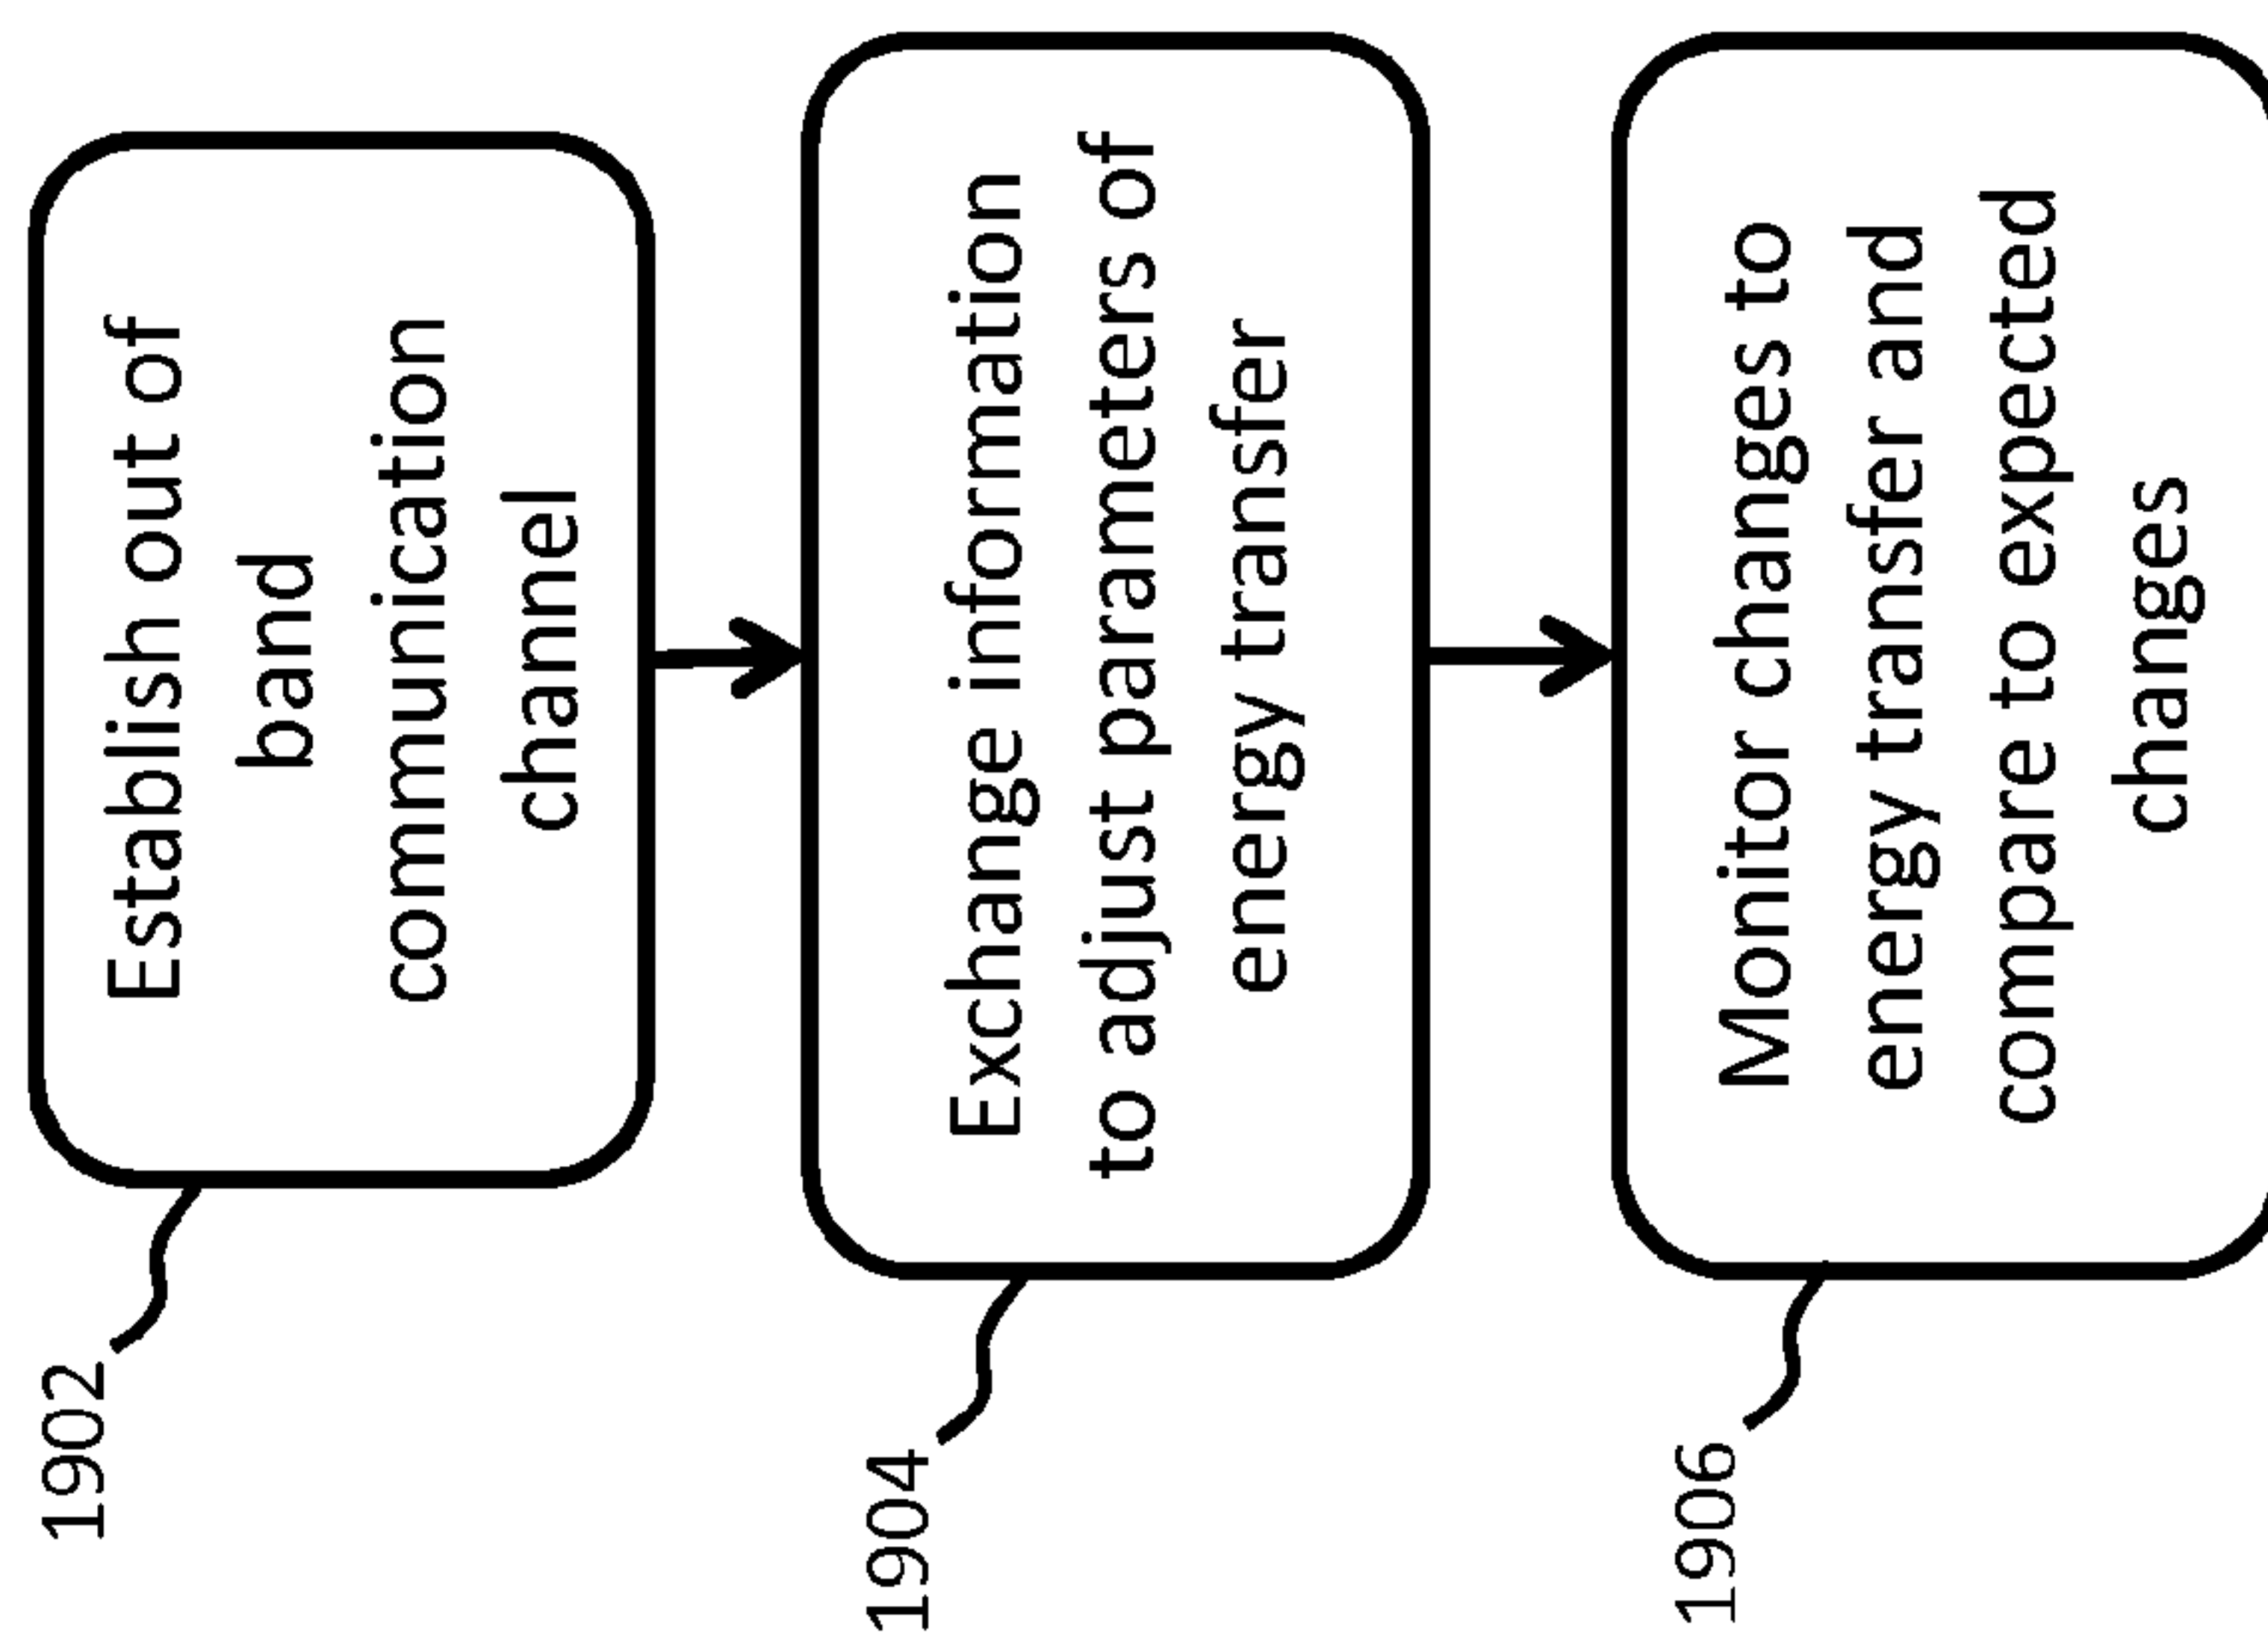 1902
Establish out of
band
communication
channel
1904
Exchange information
to adjust parameters of
energy transfer
1906
Monitor changes to
energy transfer and
compare to expected
changes